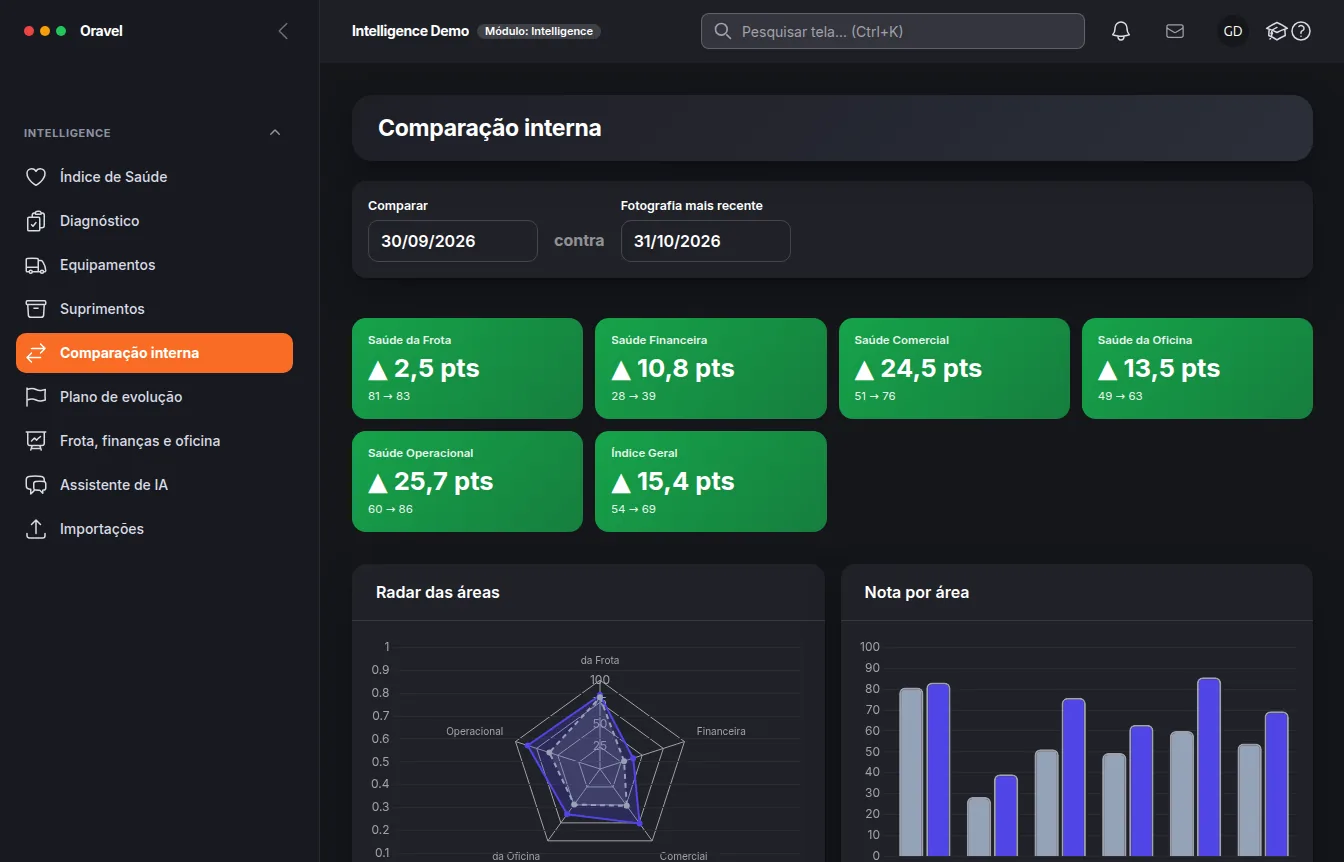 Oravel
Intelligence Demo
Módulo: Intelligence
Pesquisar tela... (Ctrl+K)
GD
INTELLIGENCE
Índice de Saúde
Diagnóstico
Equipamentos
Suprimentos
Comparação interna
Plano de evolução
Frota, finanças e oficina
Assistente de IA
Importações
Comparação interna
Comparar
Fotografia mais recente
30/09/2026
contra
31/10/2026
Saúde da Frota
▲ 2,5 pts
81 → 83
Saúde Financeira
▲ 10,8 pts
28 → 39
Saúde Comercial
▲ 24,5 pts
51 → 76
Saúde da Oficina
▲ 13,5 pts
49 → 63
Saúde Operacional
▲ 25,7 pts
60 → 86
Índice Geral
▲ 15,4 pts
54 → 69
Radar das áreas
1
0.9
0.8
0.7
0.6
0.5
0.4
0.3
0.2
0.1
da Frota
100
50
25
Operacional
Financeira
da Oficina
Comercial
Nota por área
100
90
80
70
60
50
40
30
20
10
0